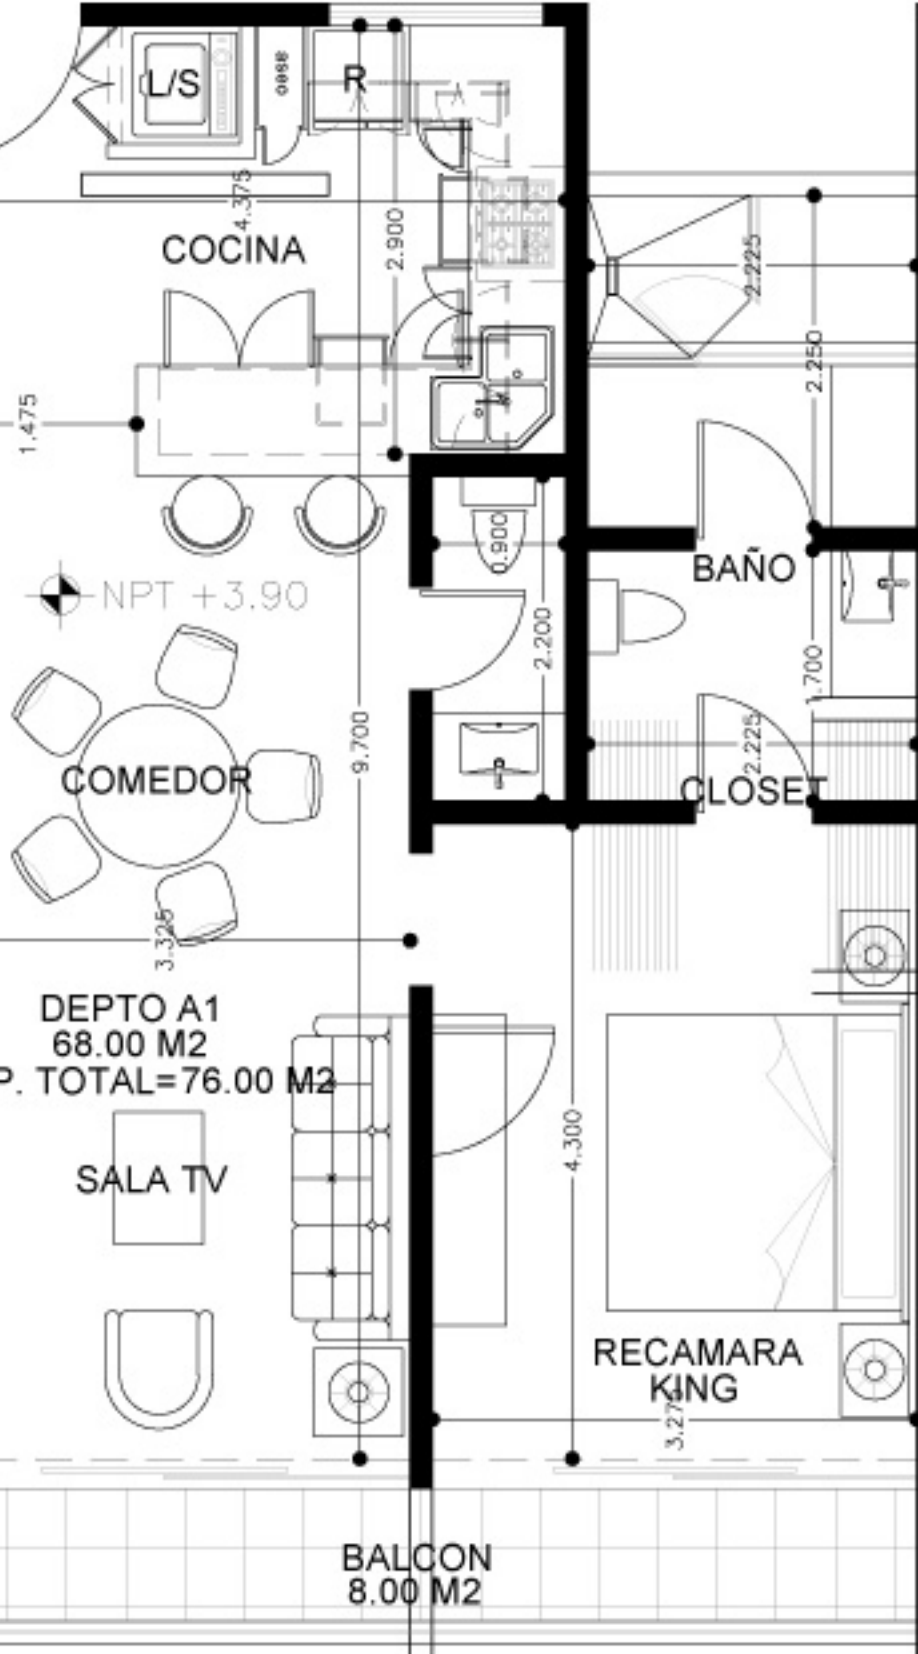 L/S
R
4.375
COCINA
2.900
2.225
2.250
1.475
0.900
BAÑO
NPT +3.90
2.200
1.700
9.700
2.225
COMEDOR
CLOSET
3.325
DEPTO A1
68.00 M2
P. TOTAL=76.00 M2
4.300
SALA TV
RECAMARA
KING
BALCON
8.00 M2